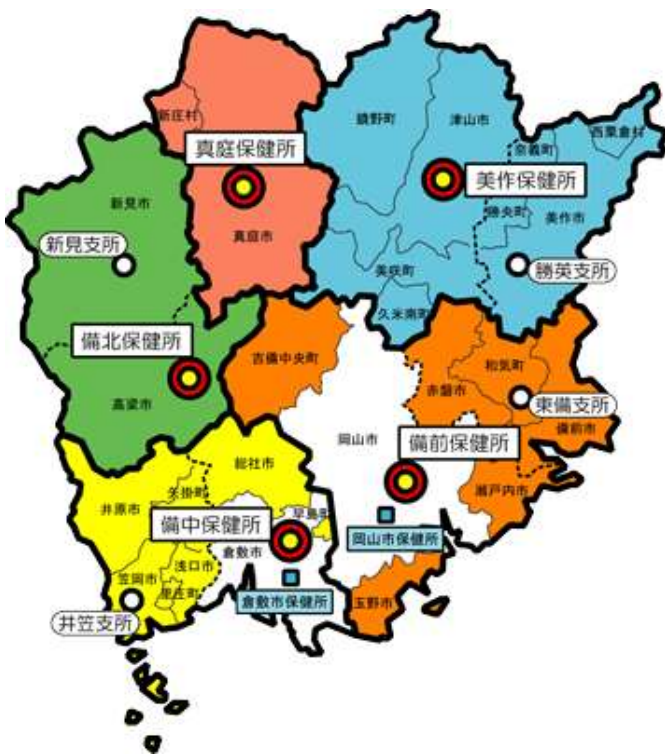 新庄村
鏡野町
津山市
西粟倉村
奈義町
真庭保健所
美作保健所
新見市
勝央町
美作市
真庭市
新見支所
美咲町
勝英支所
久米南町
備北保健所
吉備中央町
和気町
赤磐市
東備支所
高梁市
備前市
岡山市
備前保健所
総社市
矢掛町
井原市
瀬戸内市
早島町
備中保健所
岡山市保健所
倉敷市
浅口市
笠岡市
里庄町
倉敷市保健所
玉野市
井笠支所